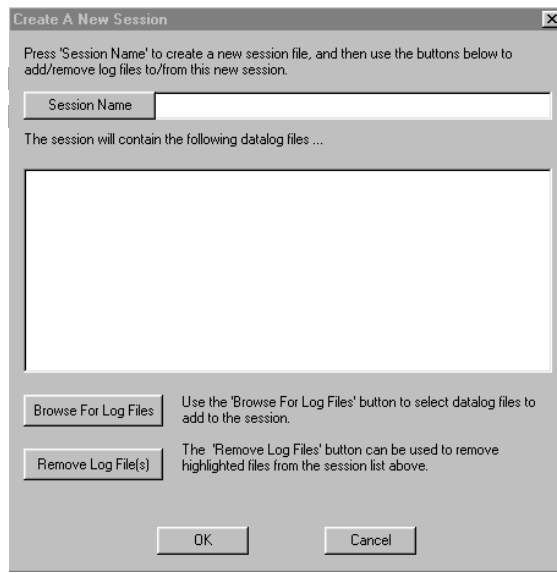 Create A New Session
Press 'Session Name' to create a new session file, and then use the buttons below to
add/remove log files to/from this new session.
Session Name
The session will contain the following datalog files ...
Browse For Log Files
Use the 'Browse For Log Files' button to select datalog files to
add to the session.
Remove Log File(s)
The 'Remove Log Files' button can be used to remove
highlighted files from the session list above.
OK
Cancel